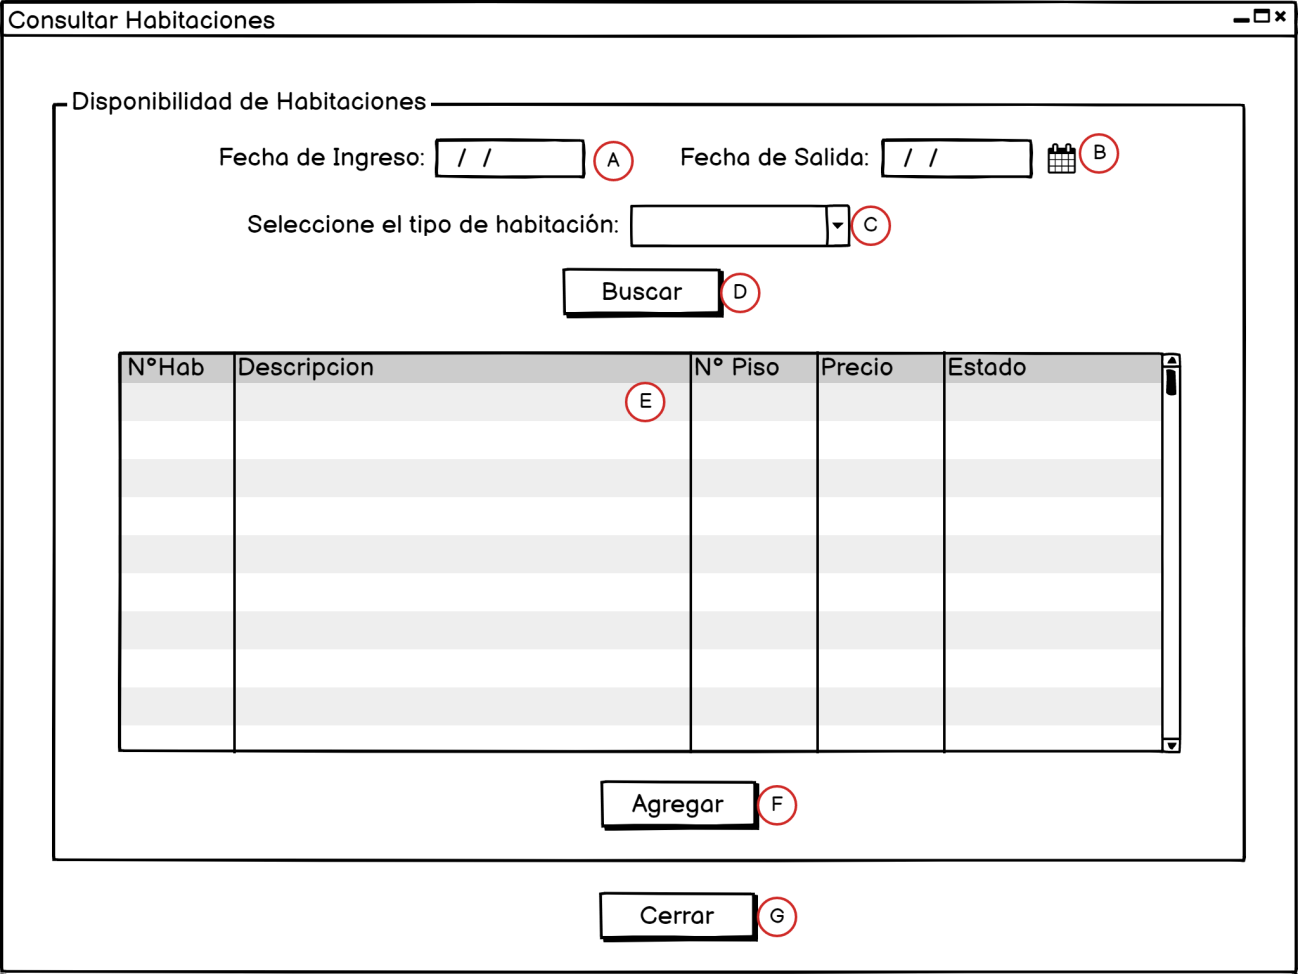 Consultar Habitaciones
Disponibilidad de Habitaciones
Fecha de Ingreso: / / A Fecha de Salida: / / B
Seleccione el tipo de habitación: C
Buscar D
N°Hab Descripcion N° Piso Precio Estado
E
Agregar F
Cerrar G